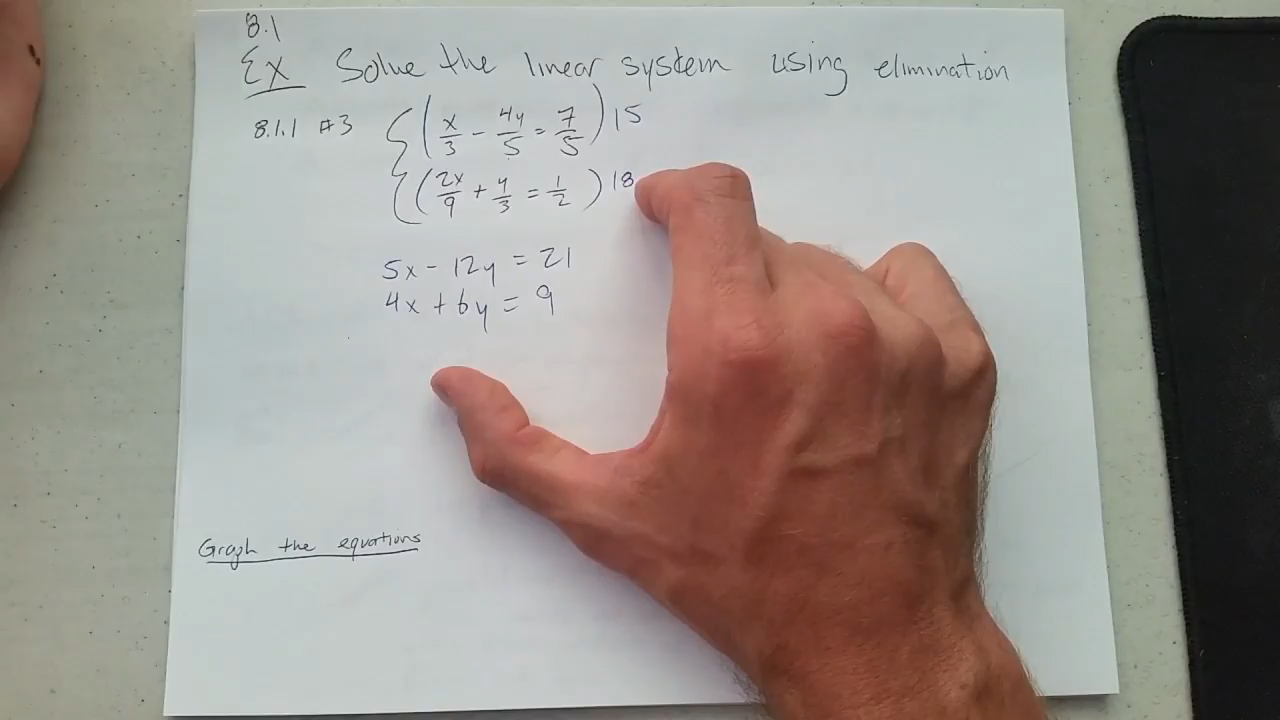 8.1
Ex Solve the linear system using elimination
8.1.1 #3 { ( x/3 - 4y/5 = 7/5 ) 15
( 2x/9 + y/3 = 1/2 ) 18
5x - 12y = 21
4x + 6y = 9
Graph the equations